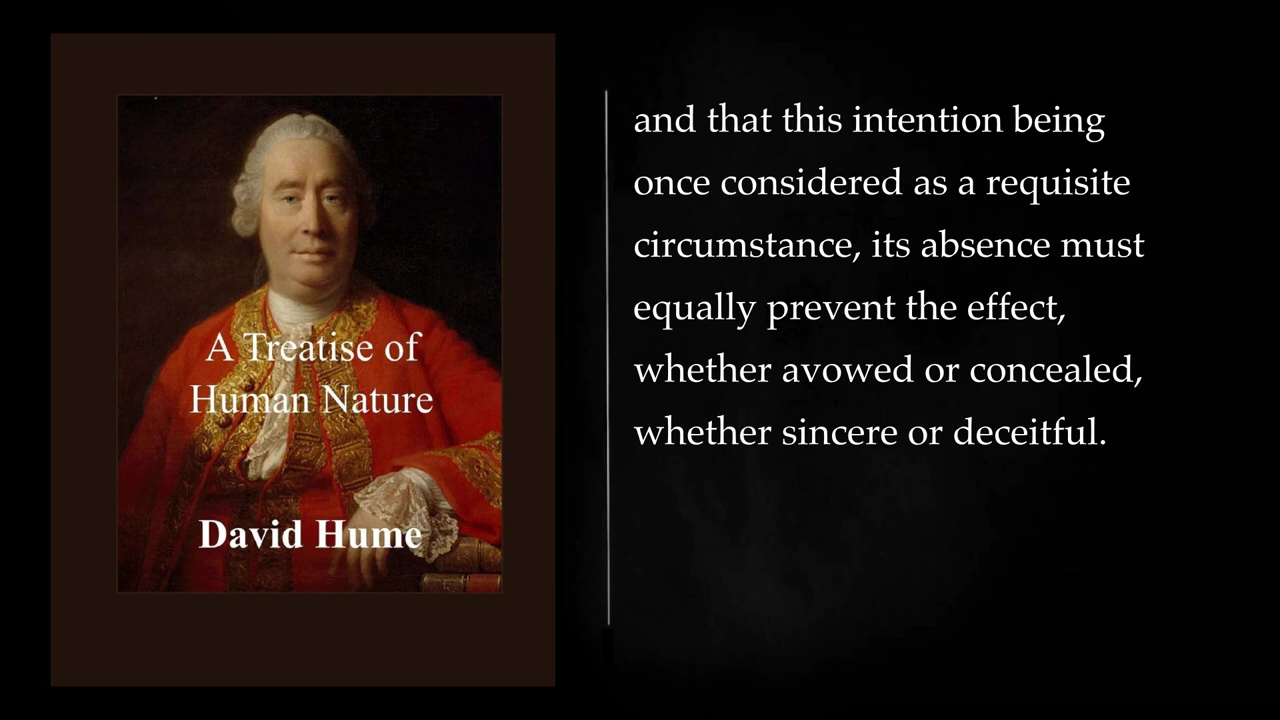 A Treatise of
Human Nature
David Hume
and that this intention being
once considered as a requisite
circumstance, its absence must
equally prevent the effect,
whether avowed or concealed,
whether sincere or deceitful.